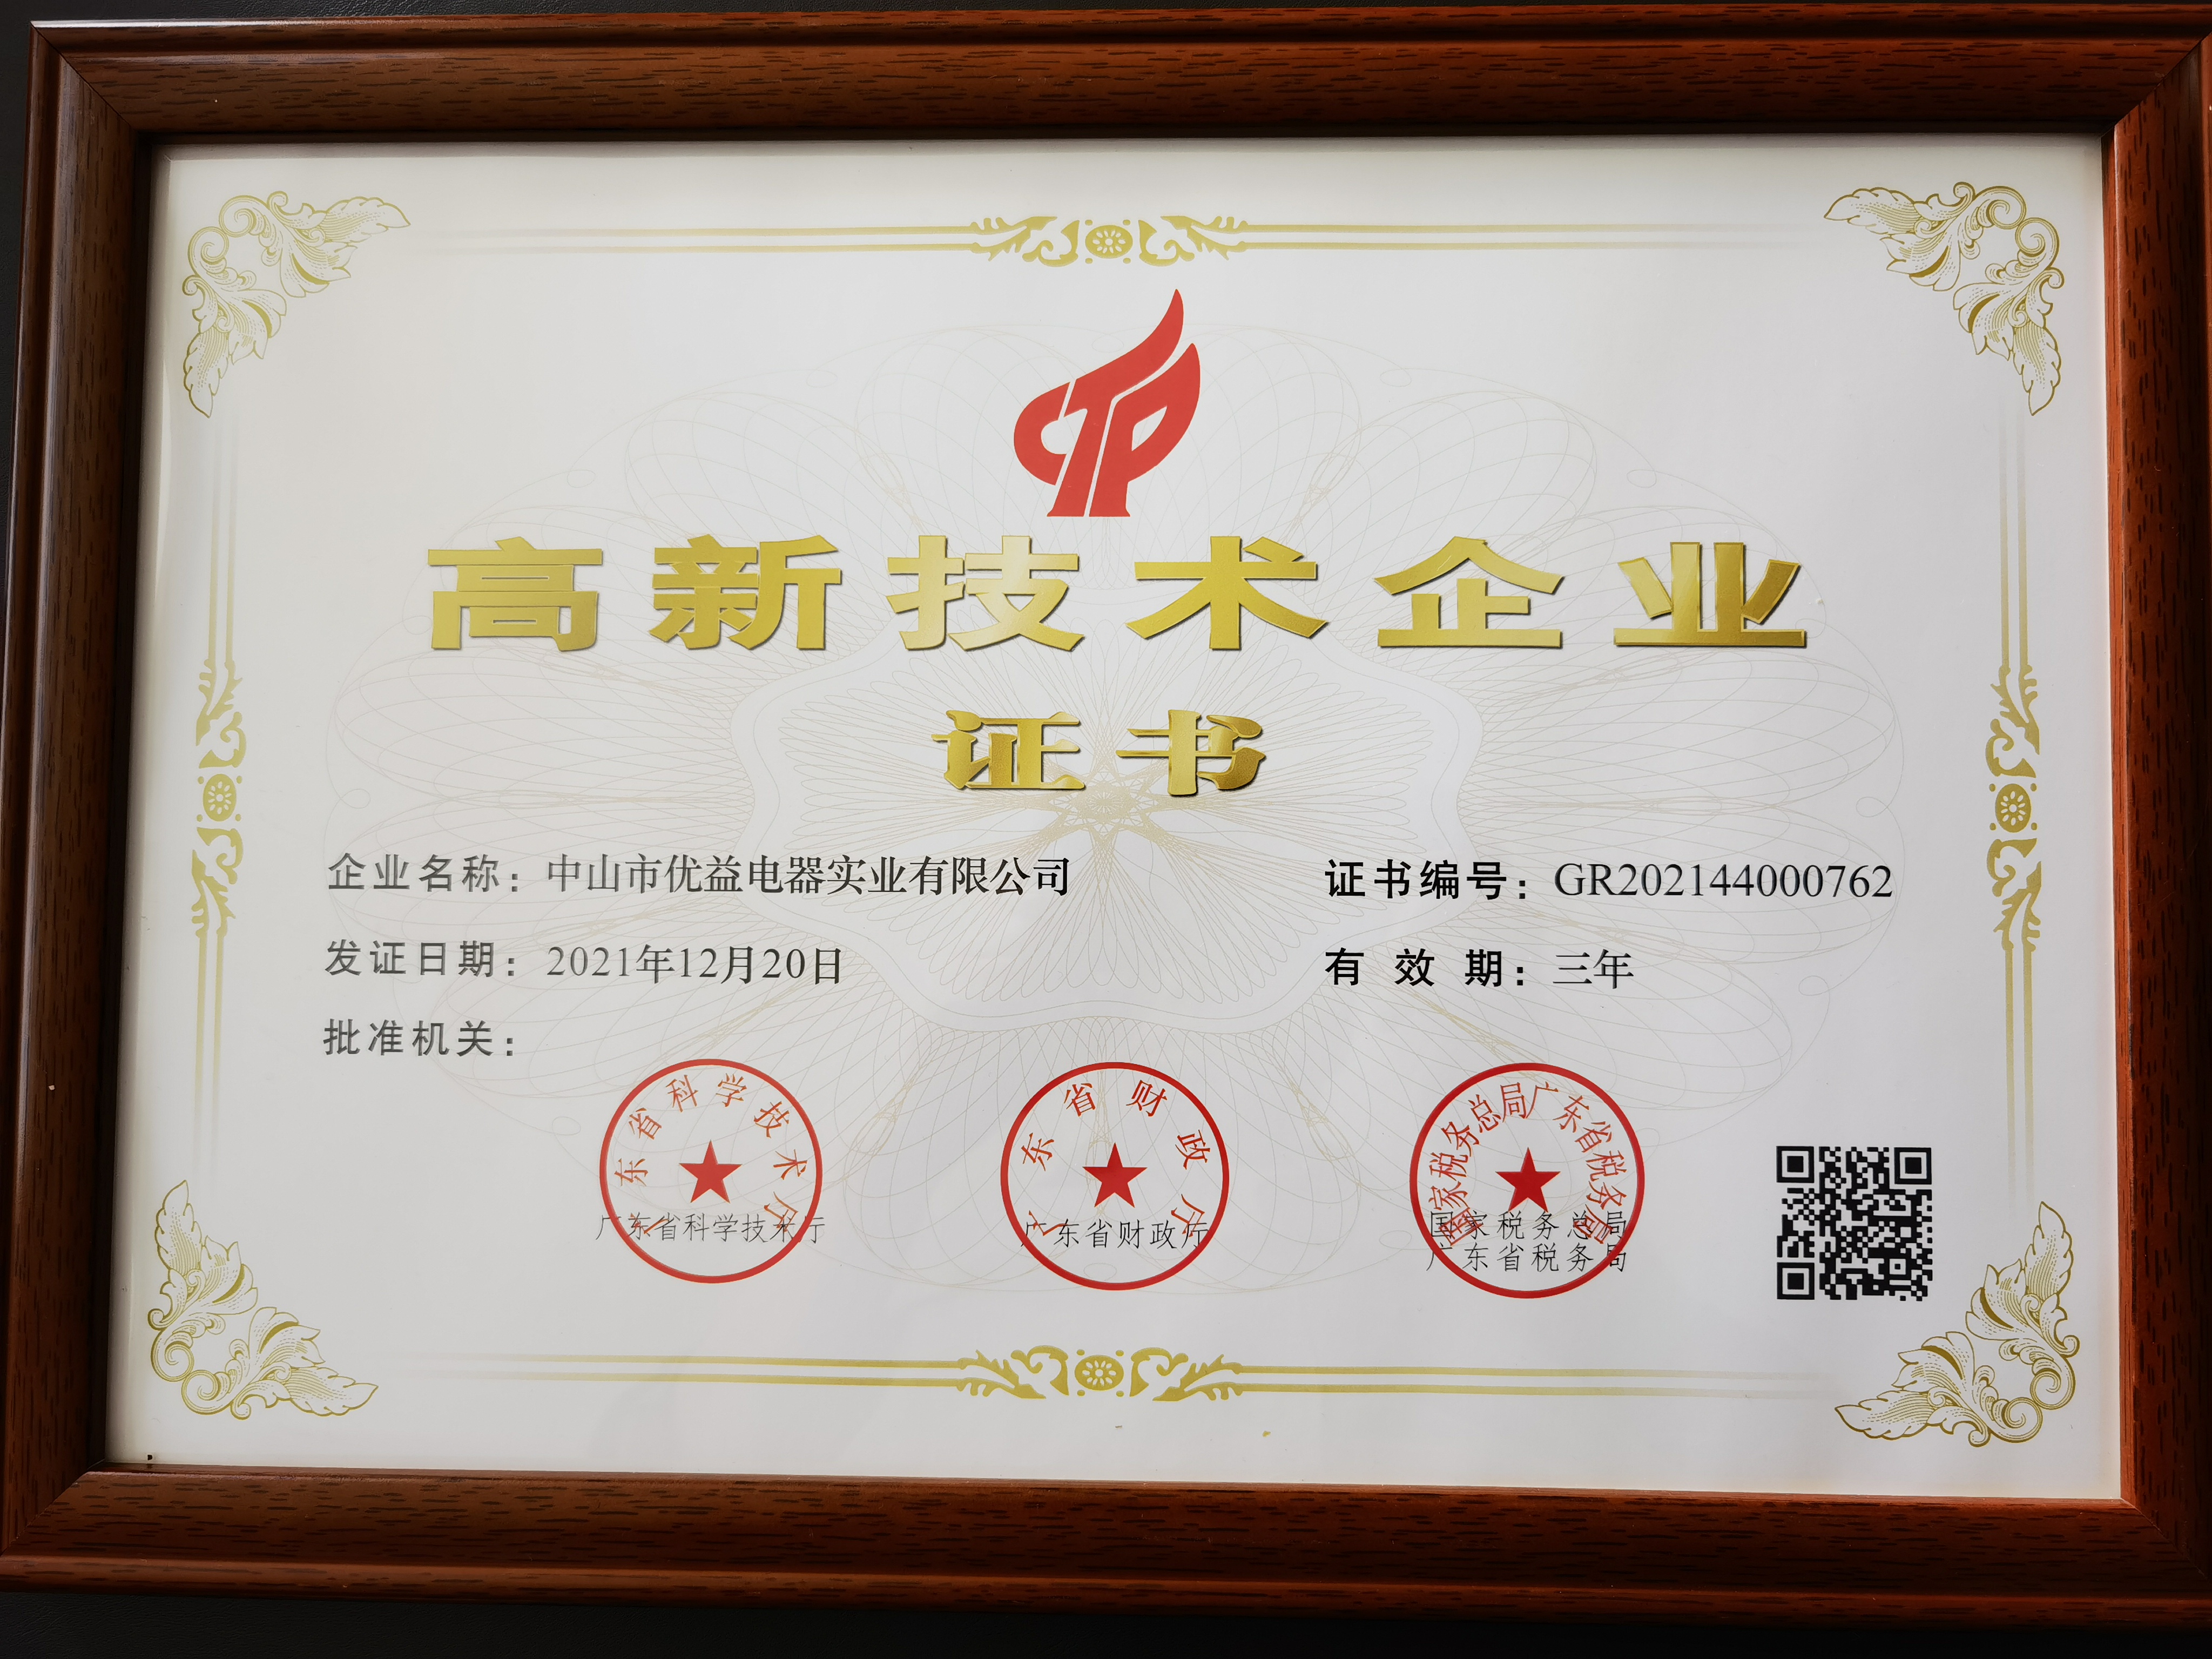 CTP
高新技术企业
证书
企业名称：中山市优益电器实业有限公司
证书编号：GR202144000762
发证日期：2021年12月20日
有效期：三年
批准机关：
广东省科学技术厅
广东省财政厅
国家税务总局广东省税务局
广东省科学技术厅
广东省财政厅
国家税务总局
广东省税务局